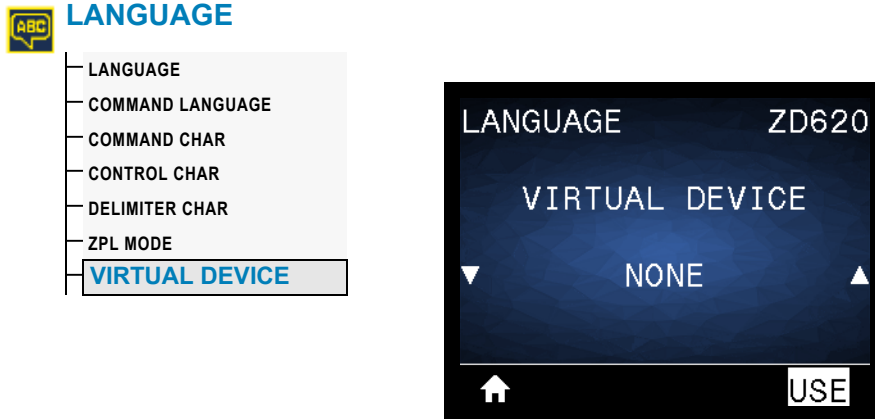 ABC
LANGUAGE
LANGUAGE
COMMAND LANGUAGE
COMMAND CHAR
CONTROL CHAR
DELIMITER CHAR
ZPL MODE
VIRTUAL DEVICE
LANGUAGE ZD620
VIRTUAL DEVICE
NONE
USE